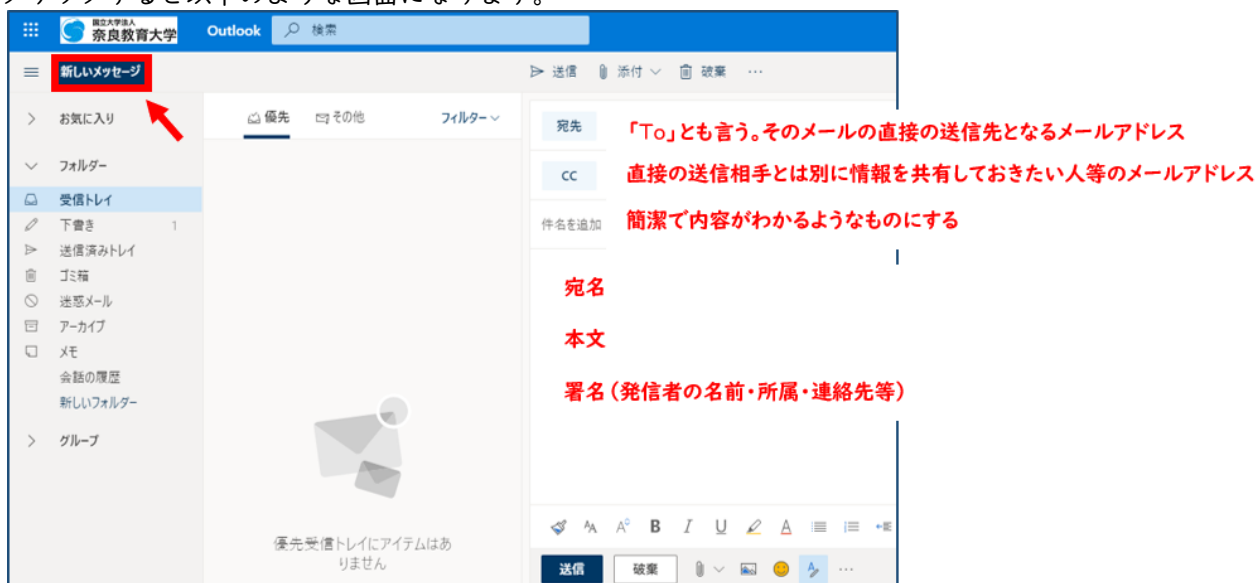 クリックすると以下のような画面になります。
国立大学法人
奈良教育大学 Outlook 検索
新しいメッセージ 送信 添付 破棄 …
お気に入り
フォルダー
受信トレイ
下書き 1
送信済みトレイ
ゴミ箱
迷惑メール
アーカイブ
メモ
会話の履歴
新しいフォルダー
グループ
優先 その他 フィルター
優先受信トレイにアイテムはあ
りません
宛先 「To」とも言う。そのメールの直接の送信先となるメールアドレス
CC 直接の送信相手とは別に情報を共有しておきたい人等のメールアドレス
件名を追加 簡潔で内容がわかるようなものにする
宛名
本文
署名(発信者の名前・所属・連絡先等)
送信 破棄 …